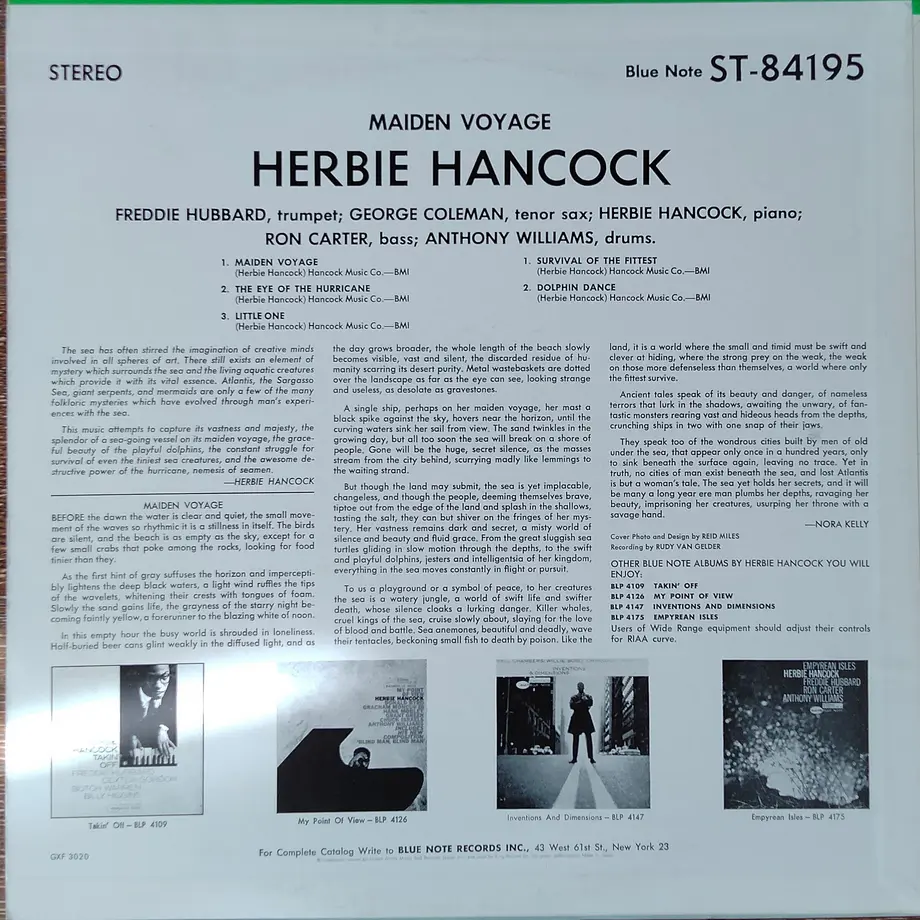 STEREO
Blue Note ST-84195
MAIDEN VOYAGE
HERBIE HANCOCK
FREDDIE HUBBARD, trumpet; GEORGE COLEMAN, tenor sax; HERBIE HANCOCK, piano;
RON CARTER, bass; ANTHONY WILLIAMS, drums.
1. MAIDEN VOYAGE
(Herbie Hancock) Hancock Music Co.—BMI
2. THE EYE OF THE HURRICANE
(Herbie Hancock) Hancock Music Co.—BMI
3. LITTLE ONE
(Herbie Hancock) Hancock Music Co.—BMI
1. SURVIVAL OF THE FITTEST
(Herbie Hancock) Hancock Music Co.—BMI
2. DOLPHIN DANCE
(Herbie Hancock) Hancock Music Co.—BMI
The sea has often stirred the imagination of creative minds
involved in all spheres of art. There still exists an element of
mystery which surrounds the sea and the living aquatic creatures
which provide it with its vital essence. Atlantis, the Sargasso
Sea, giant serpents, and mermaids are only a few of the many
folkloric mysteries which have evolved through man's experi-
ences with the sea.
This music attempts to capture its vastness and majesty, the
splendor of a sea-going vessel on its maiden voyage, the grace-
ful beauty of the playful dolphins, the constant struggle for
survival of even the tiniest sea creatures, and the awesome de-
structive power of the hurricane, nemesis of seamen.
—HERBIE HANCOCK
MAIDEN VOYAGE
BEFORE the dawn the water is clear and quiet, the small move-
ment of the waves so rhythmic it is a stillness in itself. The birds
are silent, and the beach is as empty as the sky, except for a
few small crabs that poke among the rocks, looking for food
tinier than they.
As the first hint of gray suffuses the horizon and impercepti-
bly lightens the deep black waters, a light wind ruffles the tips
of the wavelets, whitening their crests with tongues of foam.
Slowly the sand gains life, the grayness of the starry night be-
coming faintly yellow, a forerunner to the blazing white of noon.
In this empty hour the busy world is shrouded in loneliness.
Half-buried beer cans glint weakly in the diffused light, and as
the day grows broader, the whole length of the beach slowly
becomes visible, vast and silent, the discarded residue of hu-
manity scarring its desert purity. Metal wastebaskets are dotted
over the landscape as far as the eye can see, looking strange
and useless, as desolate as gravestones.
A single ship, perhaps on her maiden voyage, her mast a
black spike against the sky, hovers near the horizon, until the
curving waters sink her sail from view. The sand twinkles in the
growing day, but all too soon the sea will break on a shore of
people. Gone will be the huge, secret silence, as the masses
stream from the city behind, scurrying madly like lemmings to
the waiting strand.
But though the land may submit, the sea is yet implacable,
changeless, and though the people, deeming themselves brave,
tiptoe out from the edge of the land and splash in the shallows,
tasting the salt, they can but shiver on the fringes of her mys-
tery. Her vastness remains dark and secret, a misty world of
silence and beauty and fluid grace. From the great sluggish sea
turtles gliding in slow motion through the depths, to the swift
and playful dolphins, jesters and intelligentsia of her kingdom,
everything in the sea moves constantly in flight or pursuit.
To us a playground or a symbol of peace, to her creatures
the sea is a watery jungle, a world of swift life and swifter
death, whose silence cloaks a lurking danger. Killer whales,
cruel kings of the sea, cruise slowly about, slaying for the love
of blood and battle. Sea anemones, beautiful and deadly, wave
their tentacles, beckoning small fish to death by poison. Like the
land, it is a world where the small and timid must be swift and
clever at hiding, where the strong prey on the weak, the weak
on those more defenseless than themselves, a world where only
the fittest survive.
Ancient tales speak of its beauty and danger, of nameless
terrors that lurk in the shadows, awaiting the unwary, of fan-
tastic monsters rearing vast and hideous heads from the depths,
crunching ships in two with one snap of their jaws.
They speak too of the wondrous cities built by men of old
under the sea, that appear only once in a hundred years, only
to sink beneath the surface again, leaving no trace. Yet in
truth, no cities of man exist beneath the sea, and lost Atlantis
is but a woman's tale. The sea yet holds her secrets, and it will
be many a long year ere man plumbs her depths, ravaging her
beauty, imprisoning her creatures, usurping her throne with a
savage hand.
—NORA KELLY
Cover Photo and Design by REID MILES
Recording by RUDY VAN GELDER
OTHER BLUE NOTE ALBUMS BY HERBIE HANCOCK YOU WILL
ENJOY:
BLP 4109 TAKIN' OFF
BLP 4126 MY POINT OF VIEW
BLP 4147 INVENTIONS AND DIMENSIONS
BLP 4175 EMPYREAN ISLES
Users of Wide Range equipment should adjust their controls
for RIAA curve.
HANCOCK
TAKIN'
OFF
FREDDIE HUBBARD
DEXTER GORDON
BUTCH WARREN
BILLY HIGGINS
MY POINT
OF VIEW
HERBIE HANCOCK
DONALD BYRD
GRACHAN MONCUR III
HANK MOBLEY
GRANT GREEN
CHUCK ISRAELS
ANTHONY WILLIAMS
INCLUDES
HIS NEW
COMPOSITION
"BLIND MAN, BLIND MAN"
INVENTIONS
& DIMENSIONS
EMPYREAN ISLES
HERBIE HANCOCK
FREDDIE HUBBARD
RON CARTER
ANTHONY WILLIAMS
Takin' Off – BLP 4109
My Point Of View – BLP 4126
Inventions And Dimensions – BLP 4147
Empyrean Isles – BLP 4175
GXF 3020
For Complete Catalog Write to BLUE NOTE RECORDS INC., 43 West 61st St., New York 23